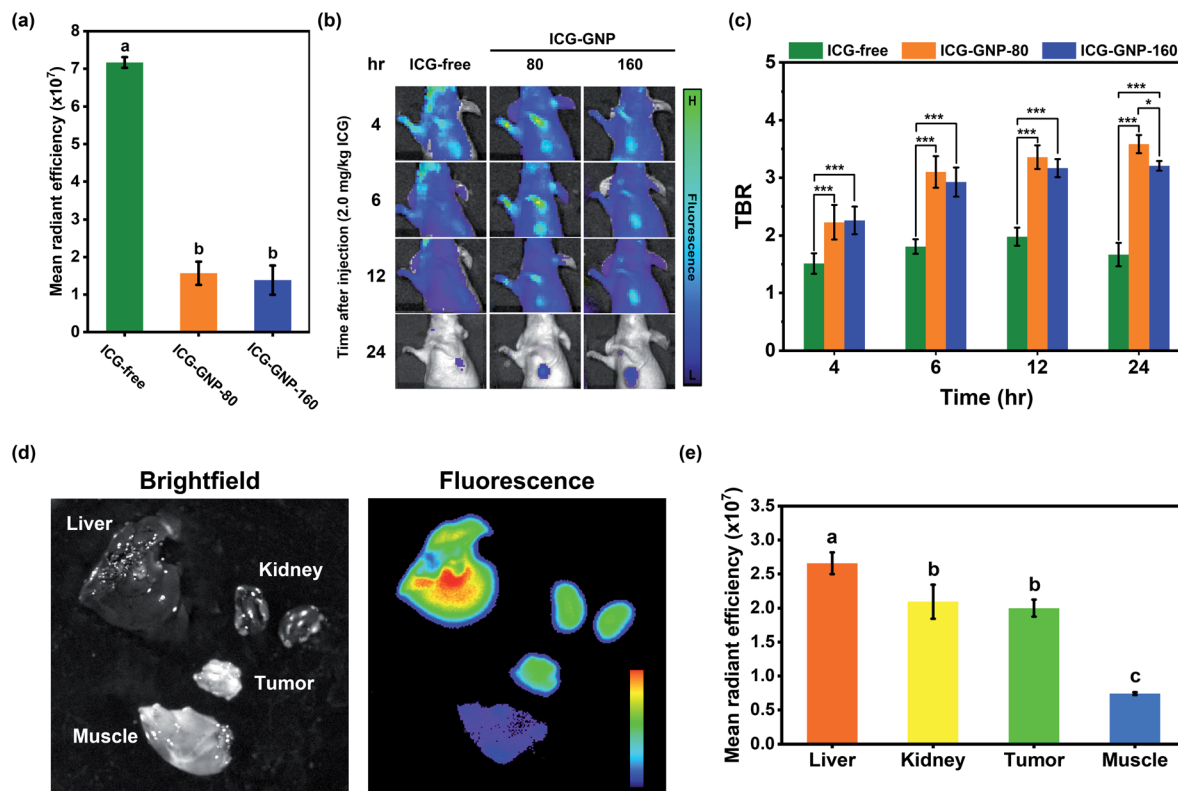 (a)
Mean radiant efficiency (x10⁷)
8
7
6
5
4
3
2
1
0
a
b
b
ICG-free
ICG-GNP-80
ICG-GNP-160
(b)
ICG-GNP
hr
ICG-free
80
160
Time after injection (2.0 mg/kg ICG)
4
6
12
24
H
Fluorescence
L
(c)
ICG-free
ICG-GNP-80
ICG-GNP-160
TBR
5
4
3
2
1
0
***
***
***
***
***
***
***
*
***
4
6
12
24
Time (hr)
(d)
Brightfield
Fluorescence
Liver
Kidney
Tumor
Muscle
(e)
Mean radiant efficiency (x10⁷)
3.5
3.0
2.5
2.0
1.5
1.0
0.5
0.0
a
b
b
c
Liver
Kidney
Tumor
Muscle